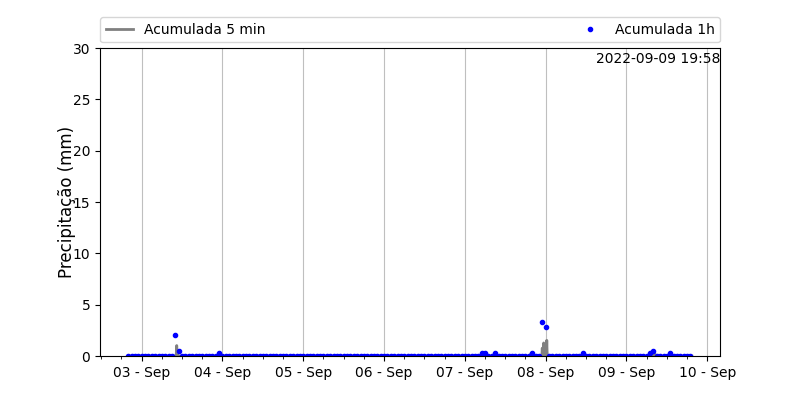 Acumulada 5 min
Acumulada 1h
2022-09-09 19:58
Precipitação (mm)
30
25
20
15
10
5
0
03 - Sep
04 - Sep
05 - Sep
06 - Sep
07 - Sep
08 - Sep
09 - Sep
10 - Sep